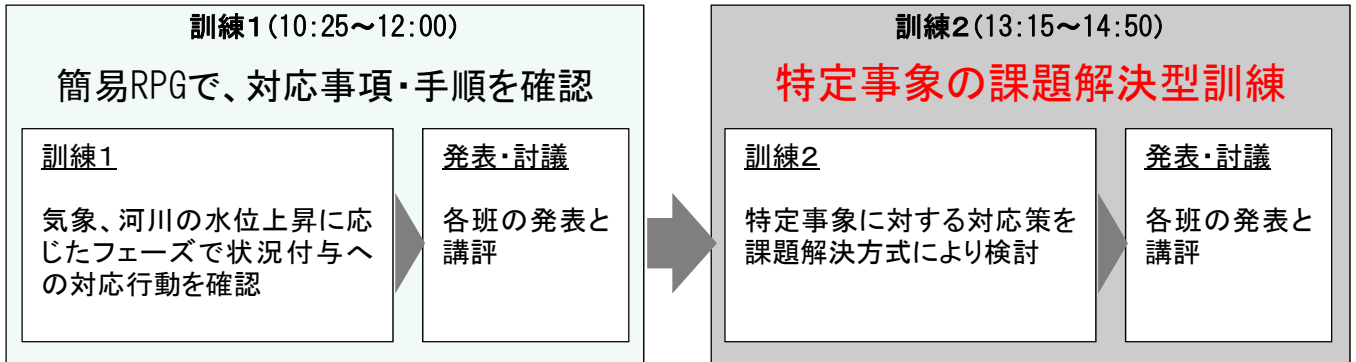 訓練1(10:25～12:00)
簡易RPGで、対応事項・手順を確認
訓練1
気象、河川の水位上昇に応
じたフェーズで状況付与へ
の対応行動を確認
発表・討議
各班の発表と
講評
訓練2(13:15～14:50)
特定事象の課題解決型訓練
訓練2
特定事象に対する対応策を
課題解決方式により検討
発表・討議
各班の発表と
講評